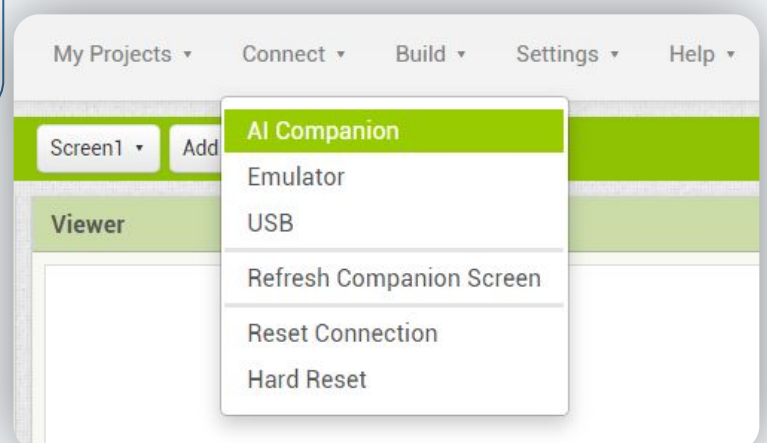 My Projects ▾ Connect ▾ Build ▾ Settings ▾ Help ▾
Screen1 ▾ Add
AI Companion
Emulator
USB
Viewer
Refresh Companion Screen
Reset Connection
Hard Reset